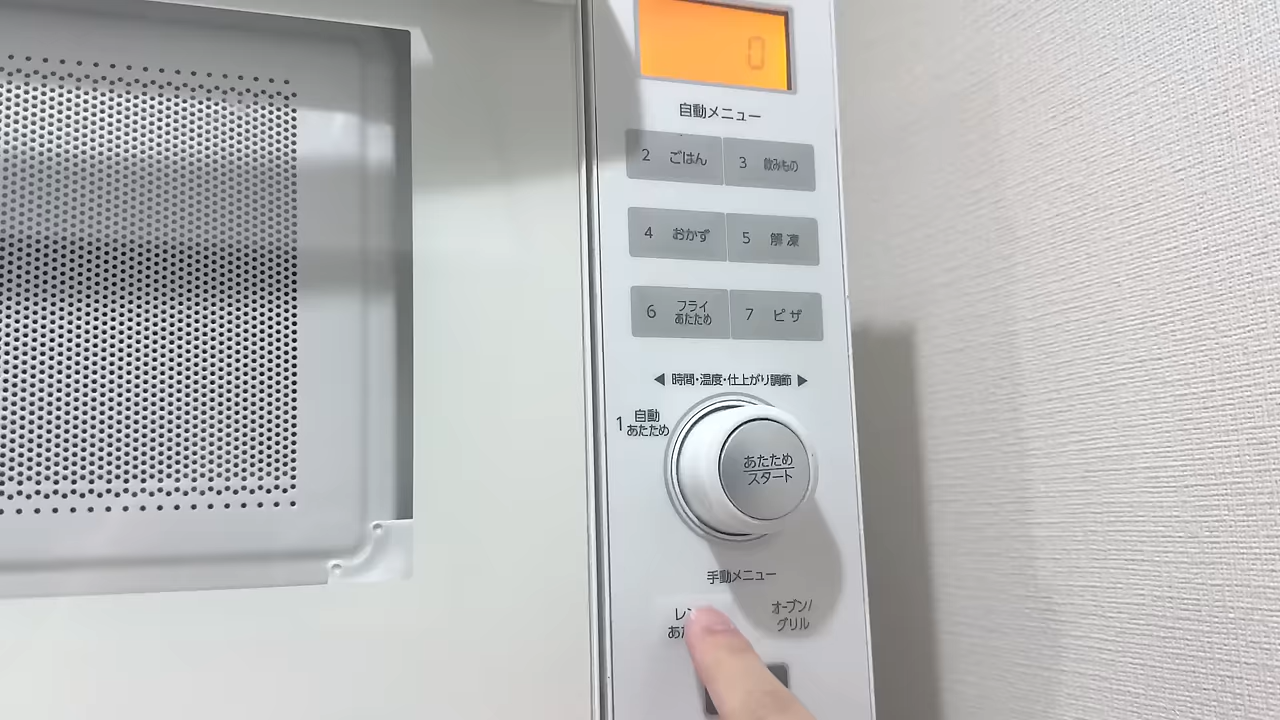 0
自動メニュー
2 ごはん
3 飲みもの
4 おかず
5 解凍
6 フライ
あたため
7 ピザ
◀ 時間・温度・仕上がり調節 ▶
1 自動
あたため
あたため
スタート
手動メニュー
オーブン/
グリル